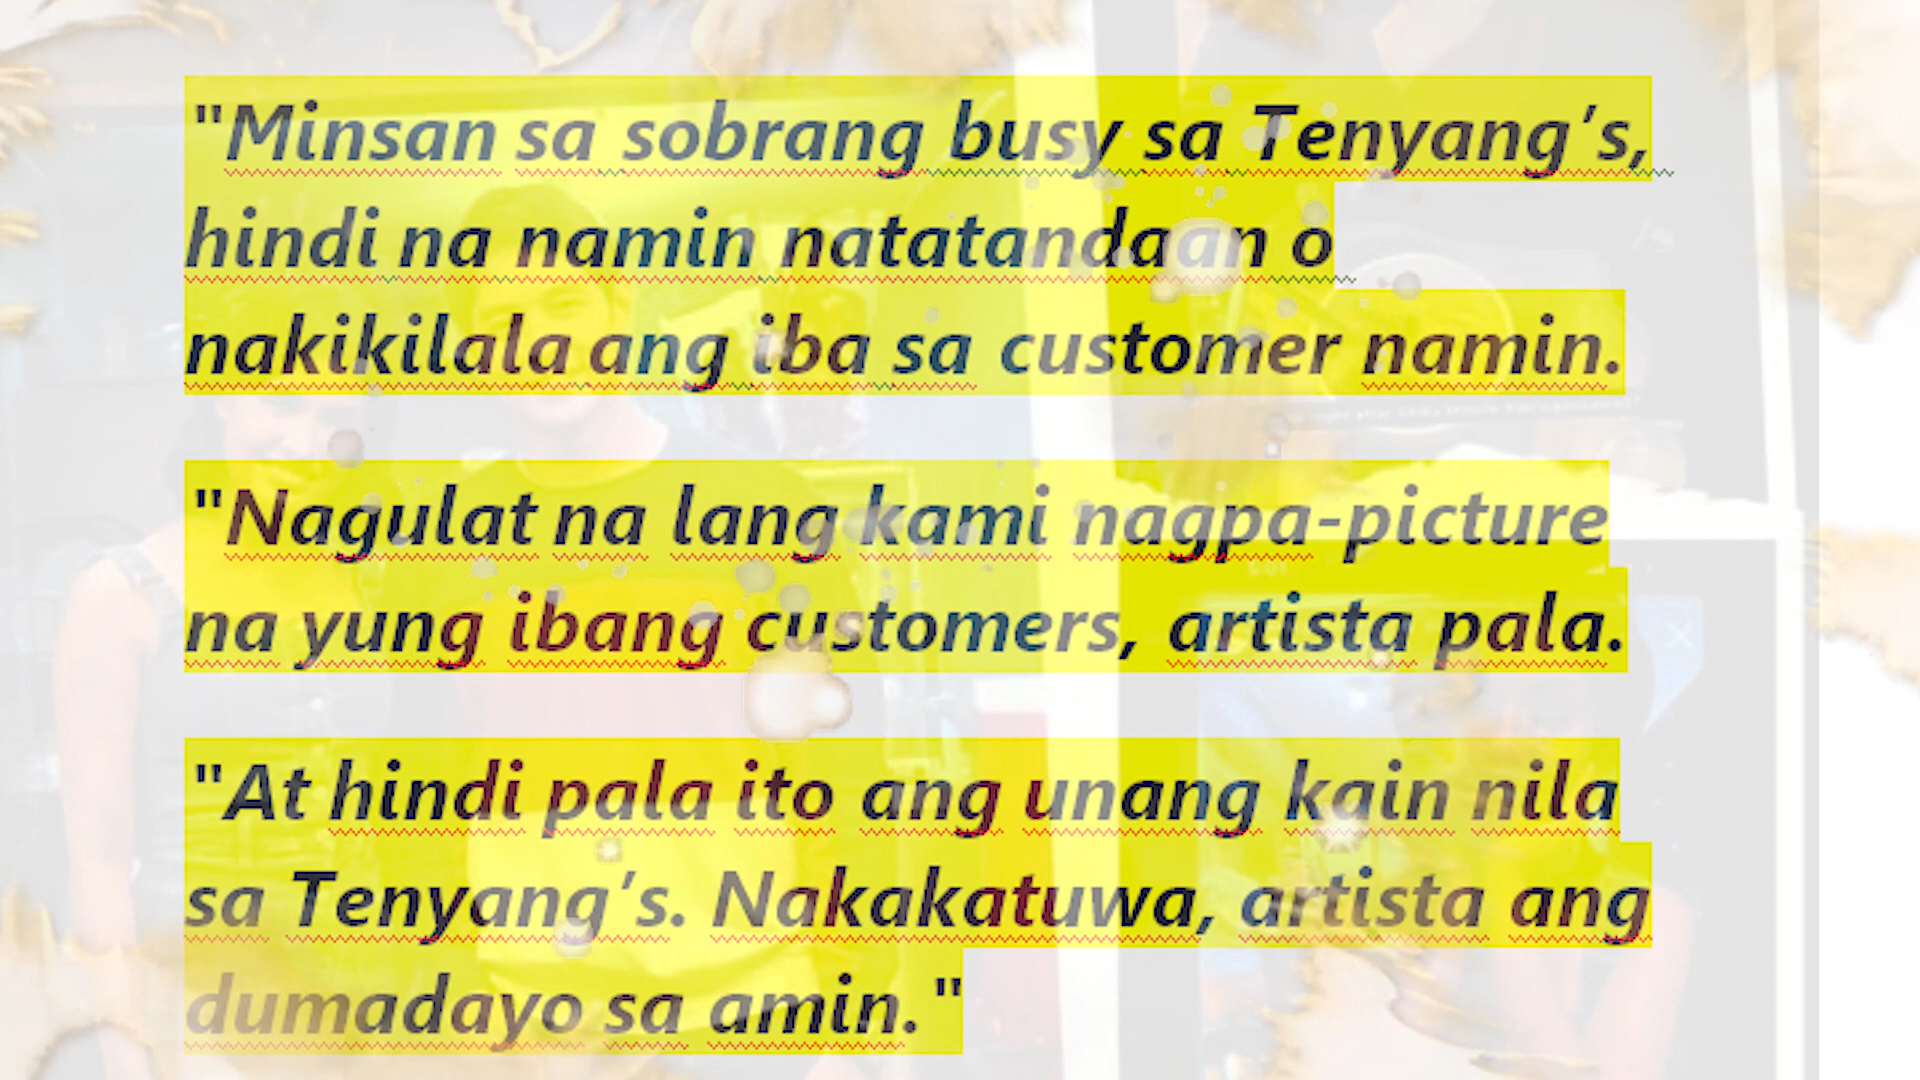 "Minsan sa sobrang busy sa Tenyang’s,
hindi na namin natatandaan o
nakikilala ang iba sa customer namin.
"Nagulat na lang kami nagpa-picture
na yung ibang customers, artista pala.
"At hindi pala ito ang unang kain nila
sa Tenyang’s. Nakakatuwa, artista ang
dumadayo sa amin."